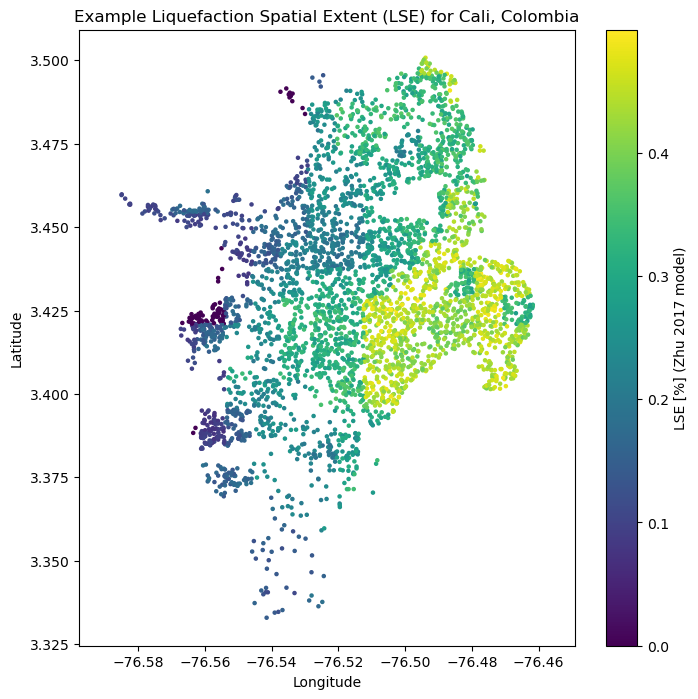 Example Liquefaction Spatial Extent (LSE) for Cali, Colombia
3.500
3.475
3.450
3.425
3.400
3.375
3.350
3.325
Latitude
−76.58 −76.56 −76.54 −76.52 −76.50 −76.48 −76.46
Longitude
0.4
0.3
0.2
0.1
0.0
LSE [%] (Zhu 2017 model)